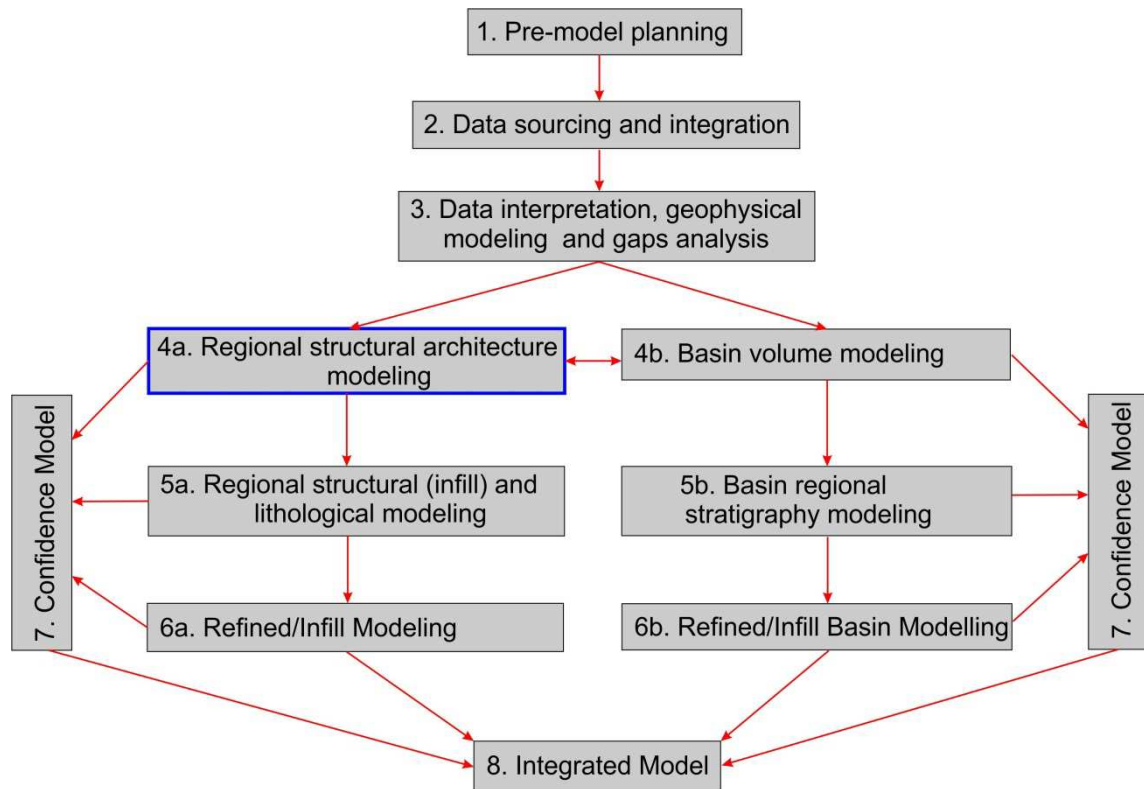 1. Pre-model planning
2. Data sourcing and integration
3. Data interpretation, geophysical
modeling and gaps analysis
4a. Regional structural architecture
modeling
4b. Basin volume modeling
7. Confidence Model
5a. Regional structural (infill) and
lithological modeling
5b. Basin regional
stratigraphy modeling
7. Confidence Model
6a. Refined/Infill Modeling
6b. Refined/Infill Basin Modelling
8. Integrated Model